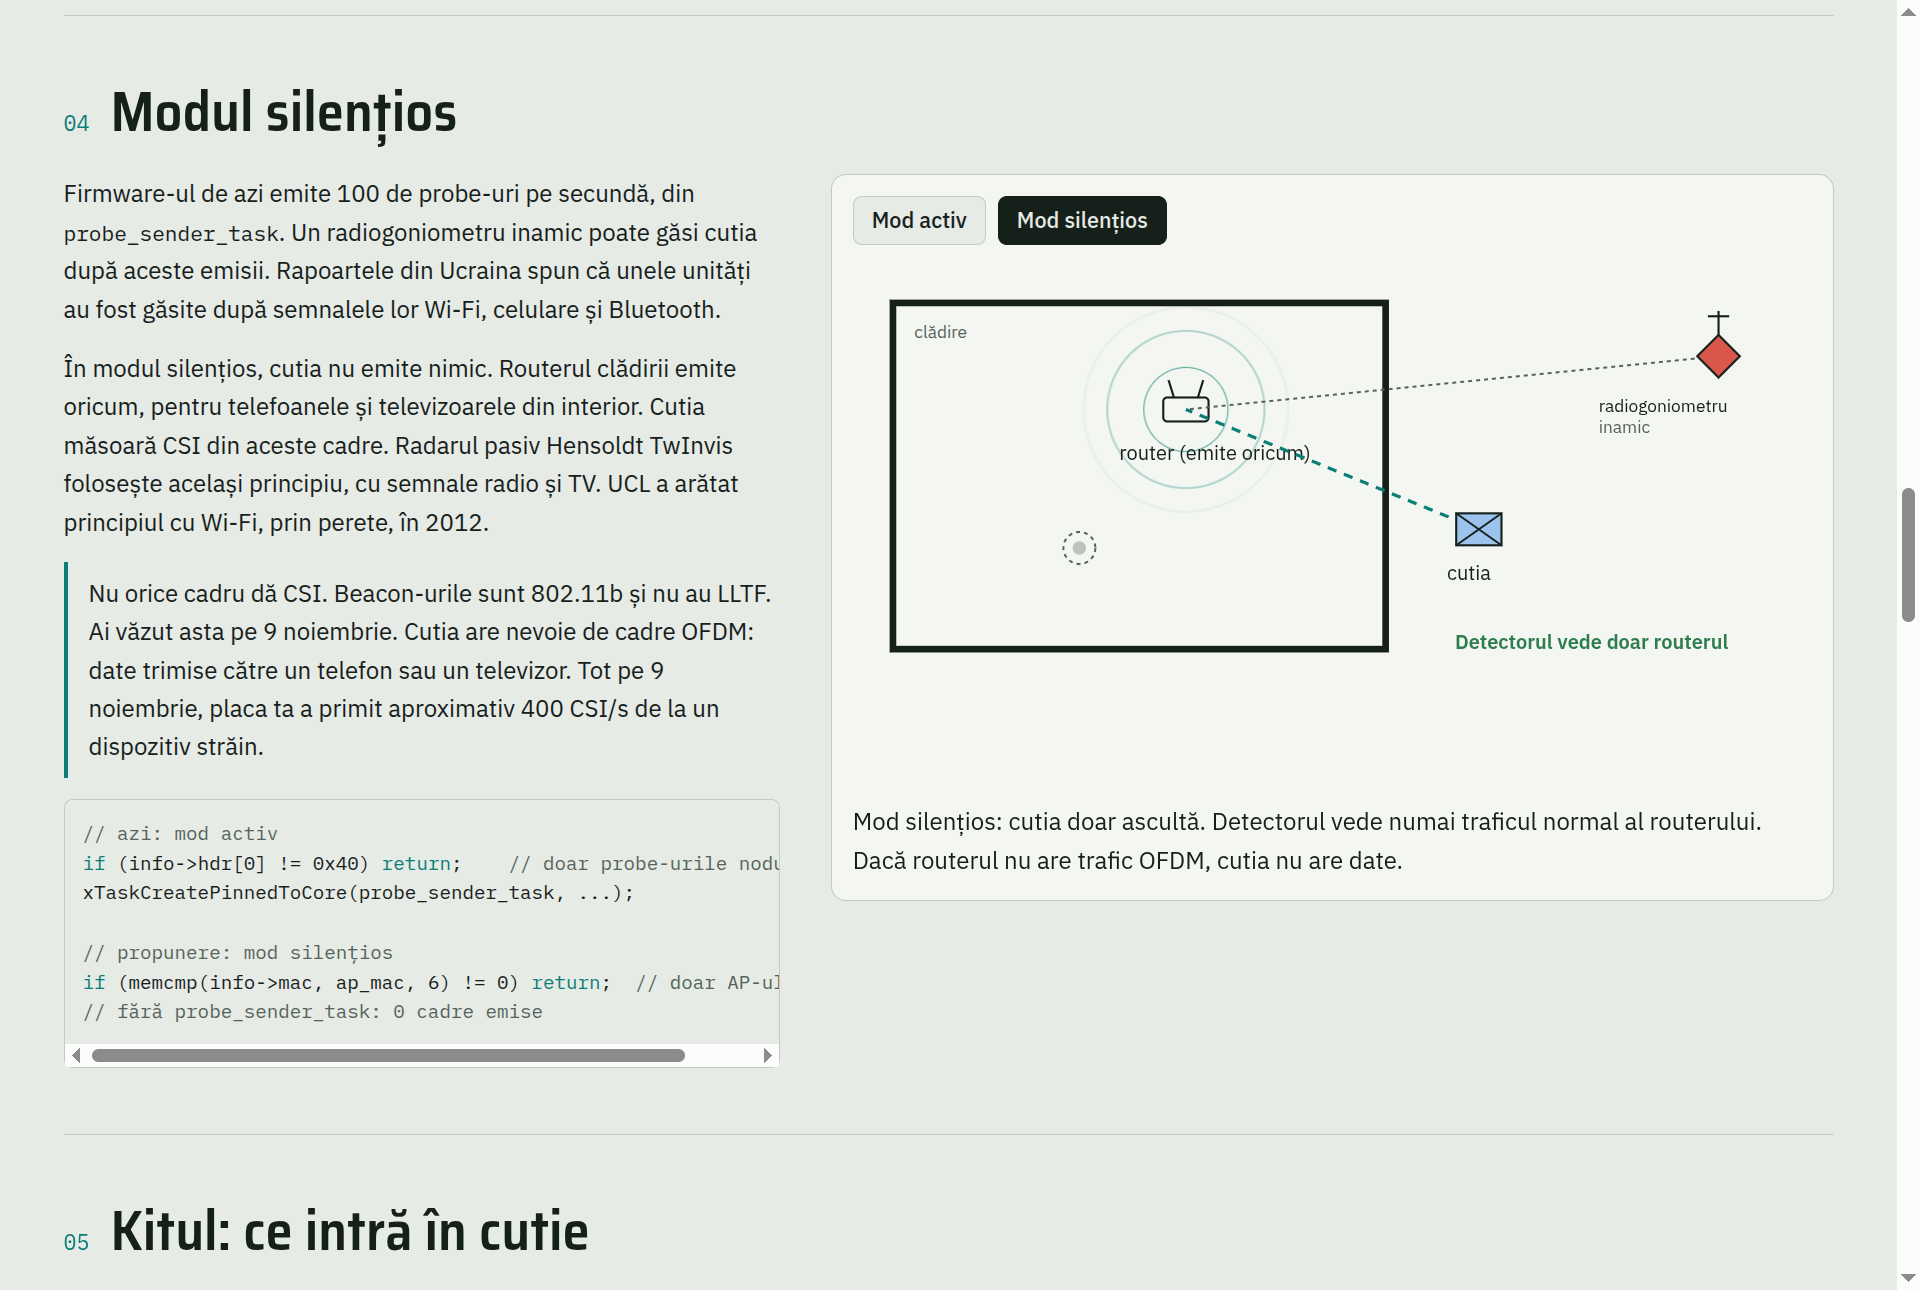 04 Modul silențios
Firmware-ul de azi emite 100 de probe-uri pe secundă, din
probe_sender_task. Un radiogoniometru inamic poate găsi cutia
după aceste emisii. Rapoartele din Ucraina spun că unele unități
au fost găsite după semnalele lor Wi-Fi, celulare și Bluetooth.
În modul silențios, cutia nu emite nimic. Routerul clădirii emite
oricum, pentru telefoanele și televizoarele din interior. Cutia
măsoară CSI din aceste cadre. Radarul pasiv Hensoldt TwInvis
folosește același principiu, cu semnale radio și TV. UCL a arătat
principiul cu Wi-Fi, prin perete, în 2012.
Nu orice cadru dă CSI. Beacon-urile sunt 802.11b și nu au LLTF.
Ai văzut asta pe 9 noiembrie. Cutia are nevoie de cadre OFDM:
date trimise către un telefon sau un televizor. Tot pe 9
noiembrie, placa ta a primit aproximativ 400 CSI/s de la un
dispozitiv străin.
// azi: mod activ
if (info->hdr[0] != 0x40) return;    // doar probe-urile nodu
xTaskCreatePinnedToCore(probe_sender_task, ...);
// propunere: mod silențios
if (memcmp(info->mac, ap_mac, 6) != 0) return;  // doar AP-ul
// fără probe_sender_task: 0 cadre emise
Mod activ
Mod silențios
clădire
router (emite oricum)
radiogoniometru
inamic
cutia
Detectorul vede doar routerul
Mod silențios: cutia doar ascultă. Detectorul vede numai traficul normal al routerului.
Dacă routerul nu are trafic OFDM, cutia nu are date.
05 Kitul: ce intră în cutie